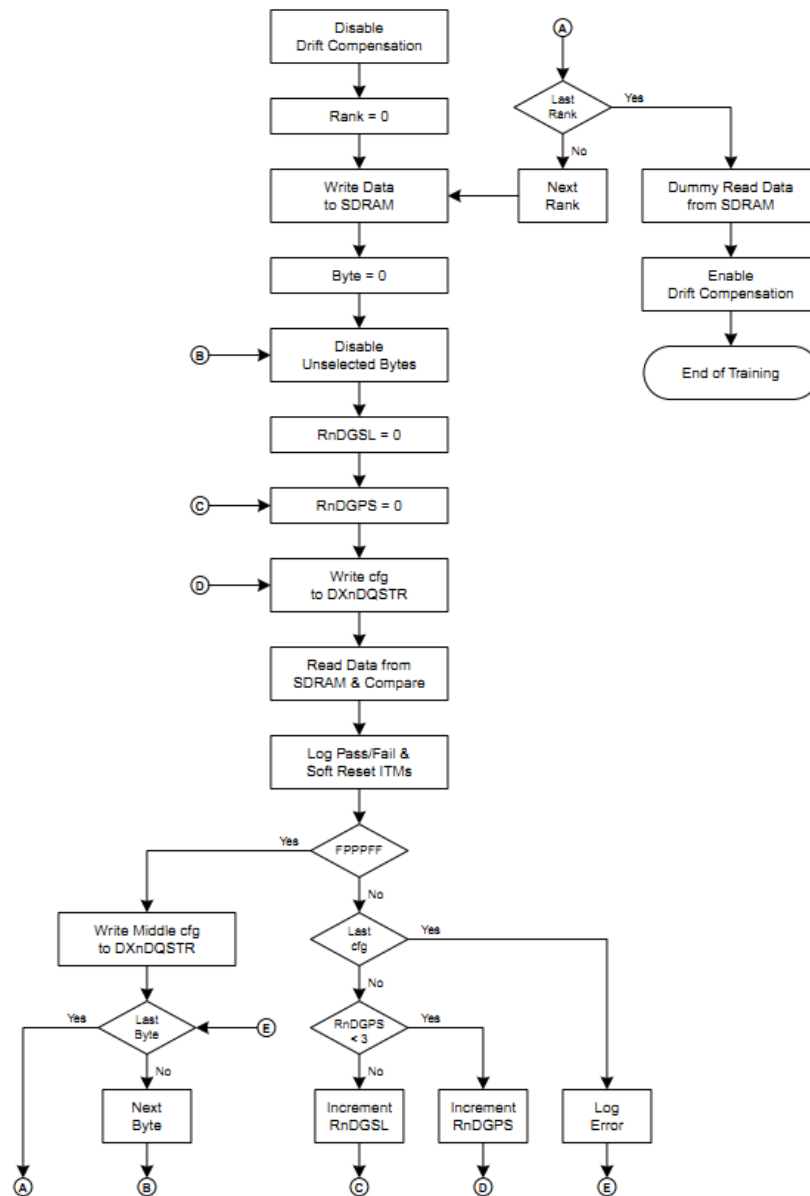 Disable
Drift Compensation
A
Rank = 0
Last
Rank
Yes
No
Write Data
to SDRAM
Next
Rank
Dummy Read Data
from SDRAM
Byte = 0
Enable
Drift Compensation
B
Disable
Unselected Bytes
End of Training
RnDGSL = 0
C
RnDGPS = 0
D
Write cfg
to DXnDQSTR
Read Data from
SDRAM & Compare
Log Pass/Fail &
Soft Reset ITMs
Yes
FPPPFF
No
Write Middle cfg
to DXnDQSTR
Last
cfg
Yes
No
Yes
Last
Byte
E
RnDGPS
< 3
Yes
No
No
Next
Byte
Increment
RnDGSL
Increment
RnDGPS
Log
Error
A
B
C
D
E